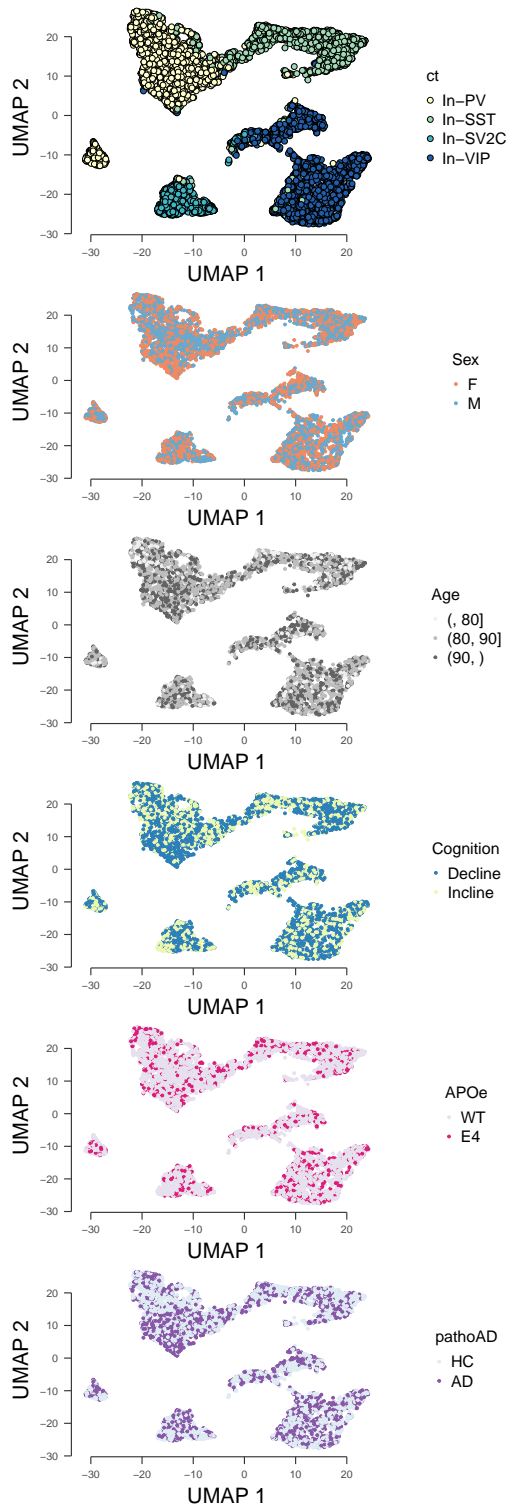 20
10
0
−10
−20
−30
UMAP 2
−30 −20 −10 0 10 20
UMAP 1
ct
In−PV
In−SST
In−SV2C
In−VIP
20
10
0
−10
−20
−30
UMAP 2
−30 −20 −10 0 10 20
UMAP 1
Sex
F
M
20
10
0
−10
−20
−30
UMAP 2
−30 −20 −10 0 10 20
UMAP 1
Age
(, 80]
(80, 90]
(90, )
20
10
0
−10
−20
−30
UMAP 2
−30 −20 −10 0 10 20
UMAP 1
Cognition
Decline
Incline
20
10
0
−10
−20
−30
UMAP 2
−30 −20 −10 0 10 20
UMAP 1
APOe
WT
E4
20
10
0
−10
−20
−30
UMAP 2
−30 −20 −10 0 10 20
UMAP 1
pathoAD
HC
AD